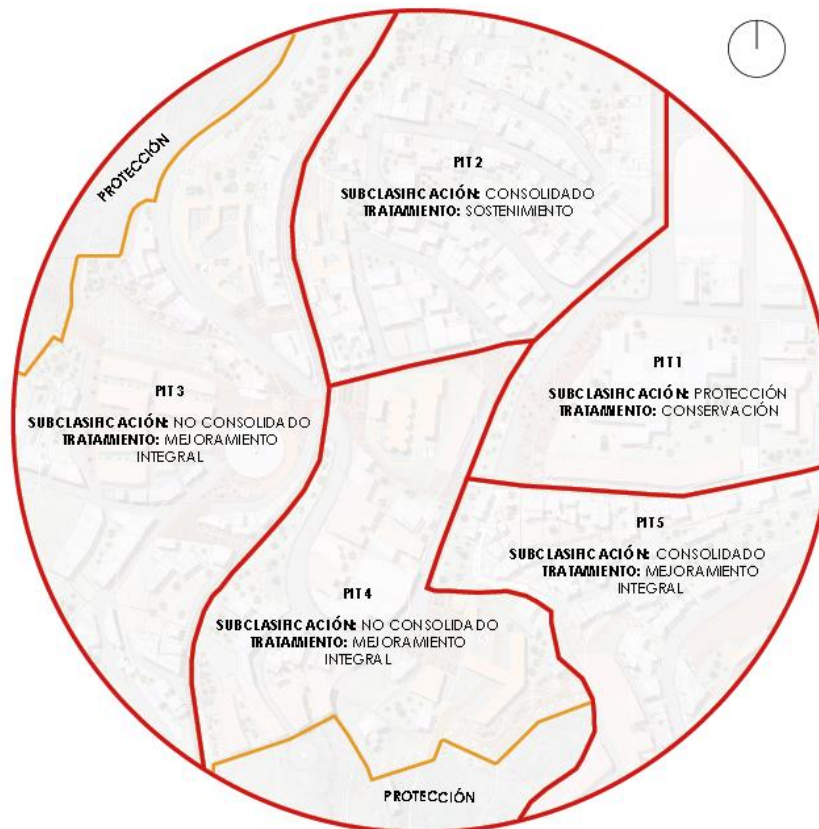 PROTECCIÓN
PIT 2
SUBCLASIFICACIÓN: CONSOLIDADO
TRATAMIENTO: SOSTENIMIENTO
PIT 1
SUBCLASIFICACIÓN: PROTECCIÓN
TRATAMIENTO: CONSERVACIÓN
PIT 3
SUBCLASIFICACIÓN: NO CONSOLIDADO
TRATAMIENTO: MEJORAMIENTO
INTEGRAL
PIT 5
SUBCLASIFICACIÓN: CONSOLIDADO
TRATAMIENTO: MEJORAMIENTO
INTEGRAL
PIT 4
SUBCLASIFICACIÓN: NO CONSOLIDADO
TRATAMIENTO: MEJORAMIENTO
INTEGRAL
PROTECCIÓN